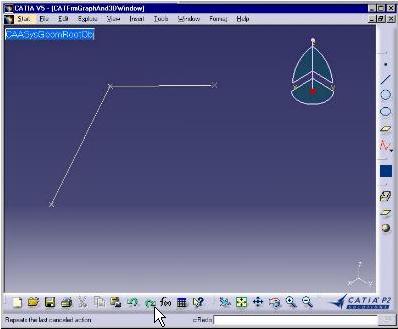 CATIA V5 - [CATFrmGraphAnd3DWindow]
Start File Edit Explore View Insert Tools Window Format Help
CAASysGeomRootObj
x
y
z
f(x)
CATIA P2
Repeats the last canceled action
c:Redo